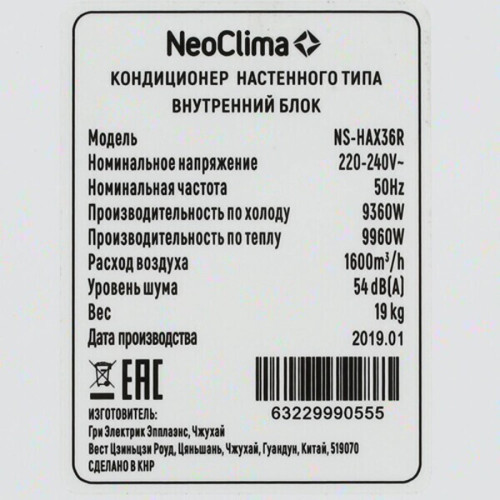 NeoClima
КОНДИЦИОНЕР НАСТЕННОГО ТИПА
ВНУТРЕННИЙ БЛОК
Модель NS-HAX36R
Номинальное напряжение 220-240V~
Номинальная частота 50Hz
Производительность по холоду 9360W
Производительность по теплу 9960W
Расход воздуха 1600m³/h
Уровень шума 54 dB(A)
Вес 19 kg
Дата производства 2019.01
EAC
63229990555
ИЗГОТОВИТЕЛЬ:
Гри Электрик Эпплаэнс, Чжухай
Вест Цзиньцзи Роуд, Цяньшань, Чжухай, Гуандун, Китай, 519070
СДЕЛАНО В КНР